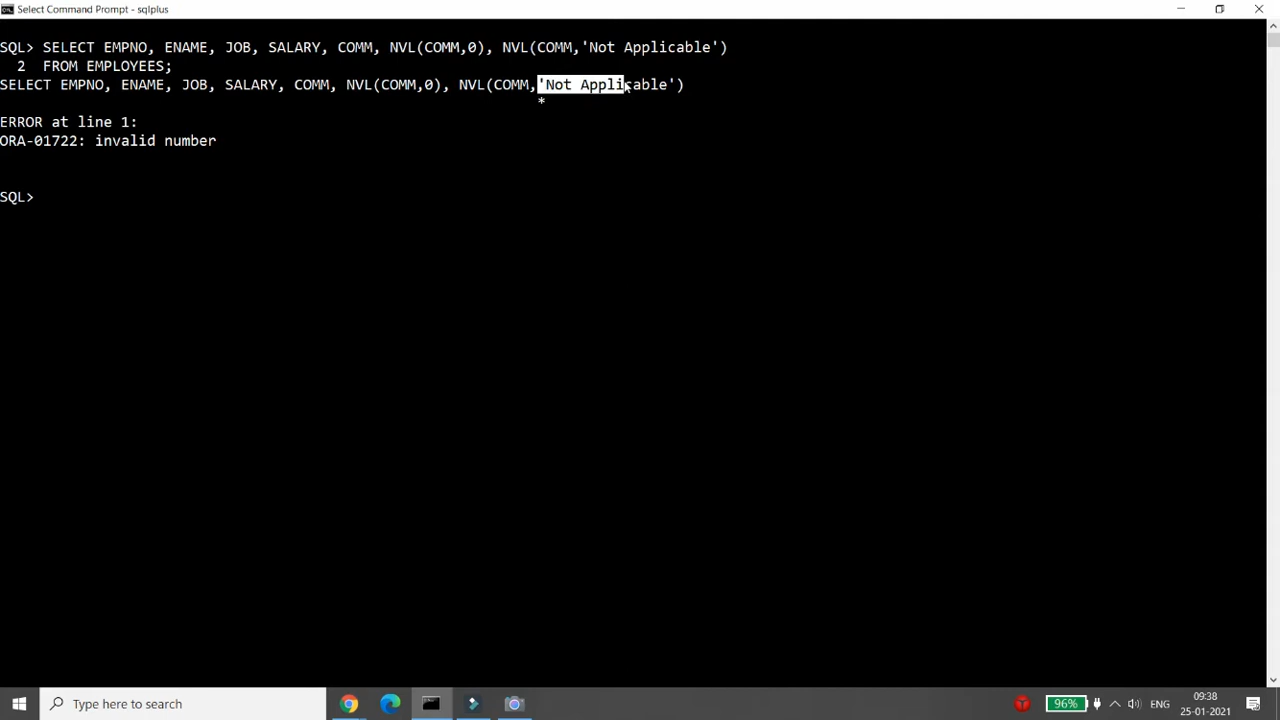 Select Command Prompt - sqlplus
SQL> SELECT EMPNO, ENAME, JOB, SALARY, COMM, NVL(COMM,0), NVL(COMM,'Not Applicable')
  2  FROM EMPLOYEES;
SELECT EMPNO, ENAME, JOB, SALARY, COMM, NVL(COMM,0), NVL(COMM,'Not Applicable')
*
ERROR at line 1:
ORA-01722: invalid number
SQL>
Type here to search
96%
ENG
09:38
25-01-2021